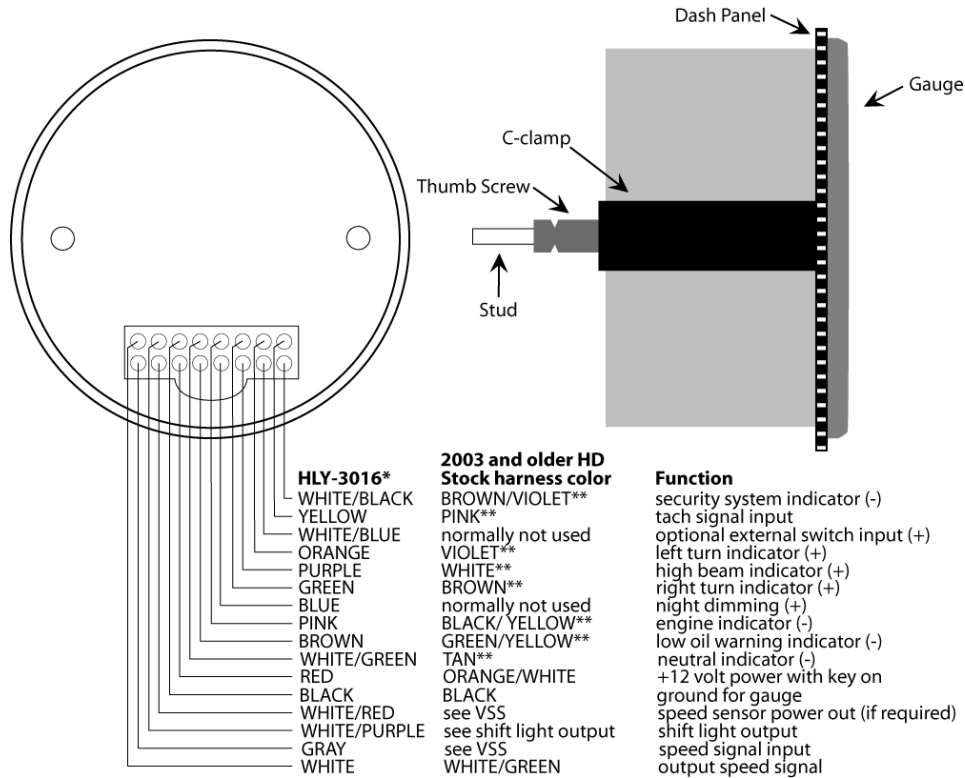 Dash Panel
Gauge
C-clamp
Thumb Screw
Stud
HLY-3016* 2003 and older HD Stock harness color Function
WHITE/BLACK BROWN/VIOLET** security system indicator (-)
YELLOW PINK** tach signal input
WHITE/BLUE normally not used optional external switch input (+)
ORANGE VIOLET** left turn indicator (+)
PURPLE WHITE** high beam indicator (+)
GREEN BROWN** right turn indicator (+)
BLUE normally not used night dimming (+)
PINK BLACK/ YELLOW** engine indicator (-)
BROWN GREEN/YELLOW** low oil warning indicator (-)
WHITE/GREEN TAN** neutral indicator (-)
RED ORANGE/WHITE +12 volt power with key on
BLACK BLACK ground for gauge
WHITE/RED see VSS speed sensor power out (if required)
WHITE/PURPLE see shift light output shift light output
GRAY see VSS speed signal input
WHITE WHITE/GREEN output speed signal